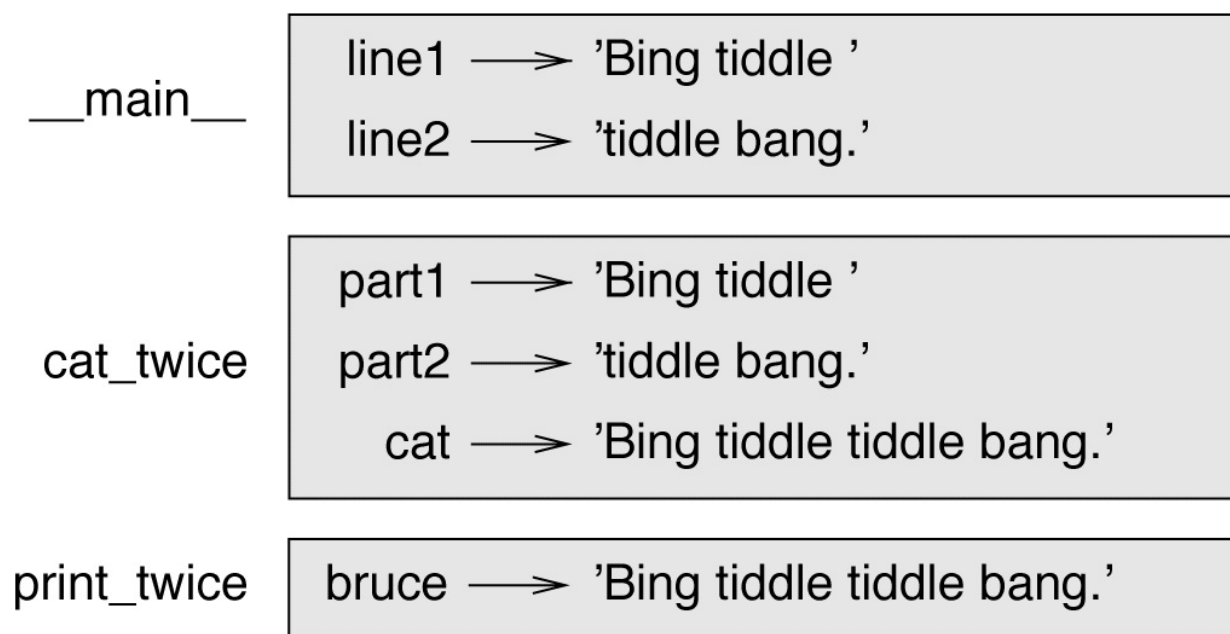 __main__
line1 → ’Bing tiddle ’
line2 → ’tiddle bang.’
cat_twice
part1 → ’Bing tiddle ’
part2 → ’tiddle bang.’
cat → ’Bing tiddle tiddle bang.’
print_twice
bruce → ’Bing tiddle tiddle bang.’